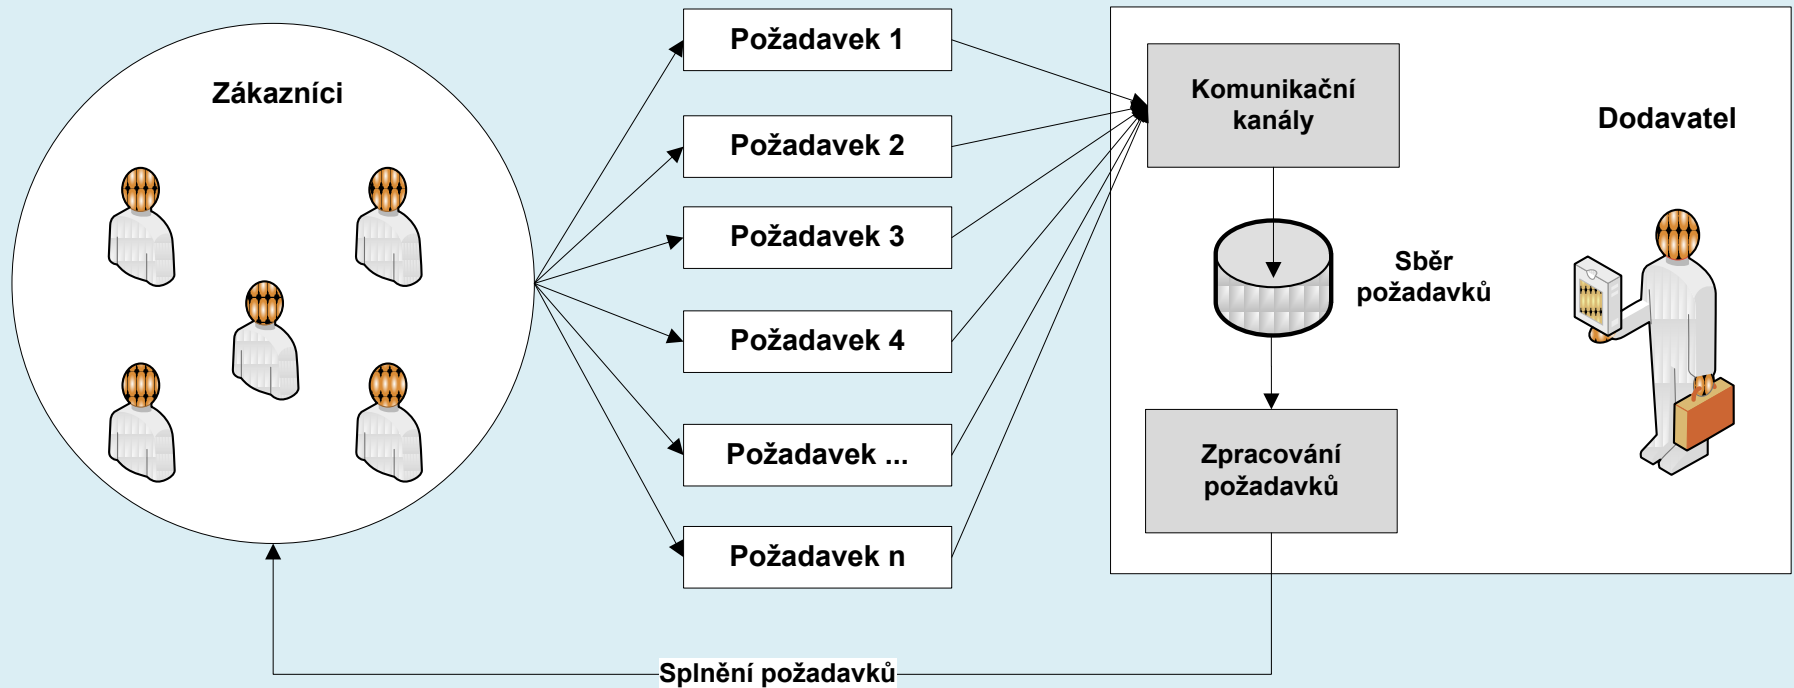 Zákazníci
Požadavek 1
Požadavek 2
Požadavek 3
Požadavek 4
Požadavek ...
Požadavek n
Komunikační
kanály
Dodavatel
Sběr
požadavků
Zpracování
požadavků
Splnění požadavků